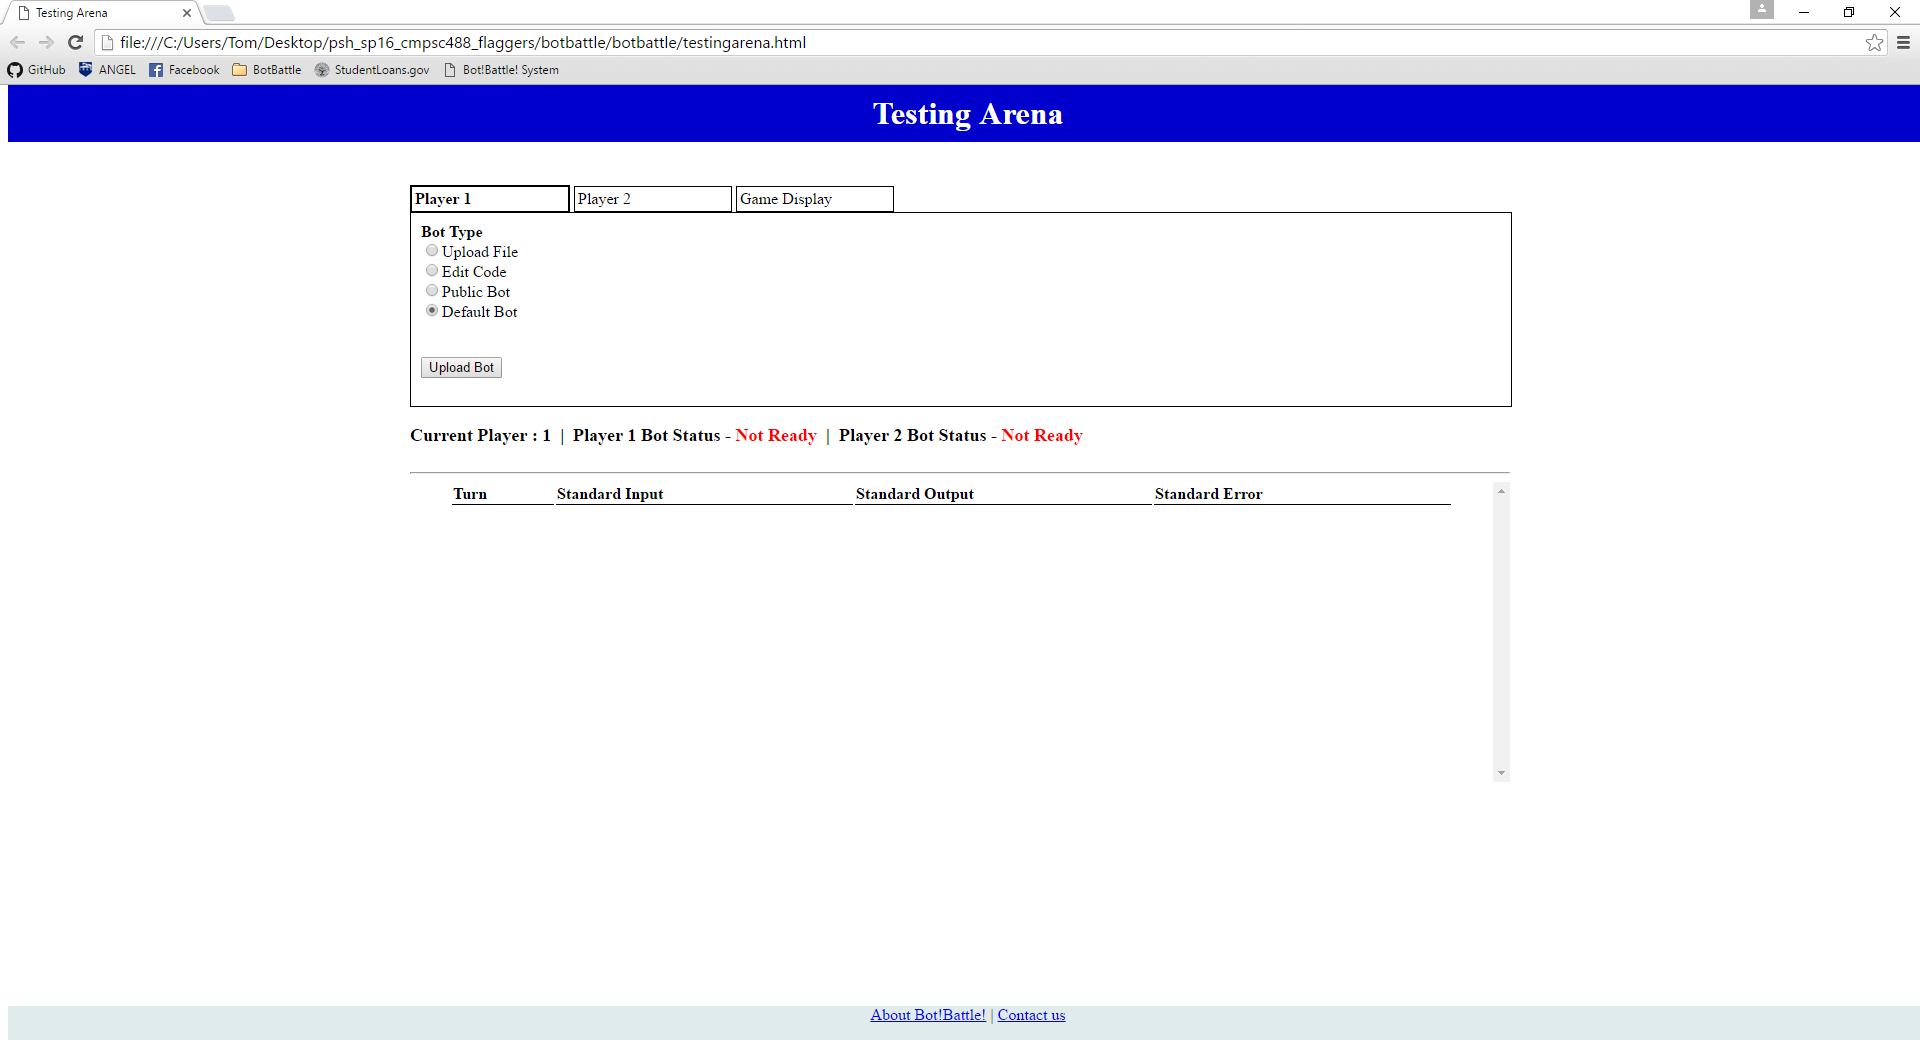 Testing Arena
file:///C:/Users/Tom/Desktop/psh_sp16_cmpsc488_flaggers/botbattle/botbattle/testingarena.html
GitHub ANGEL Facebook BotBattle StudentLoans.gov Bot!Battle! System
Testing Arena
Player 1 Player 2 Game Display
Bot Type
Upload File
Edit Code
Public Bot
Default Bot
Upload Bot
Current Player : 1 | Player 1 Bot Status - Not Ready | Player 2 Bot Status - Not Ready
Turn Standard Input Standard Output Standard Error
About Bot!Battle! | Contact us